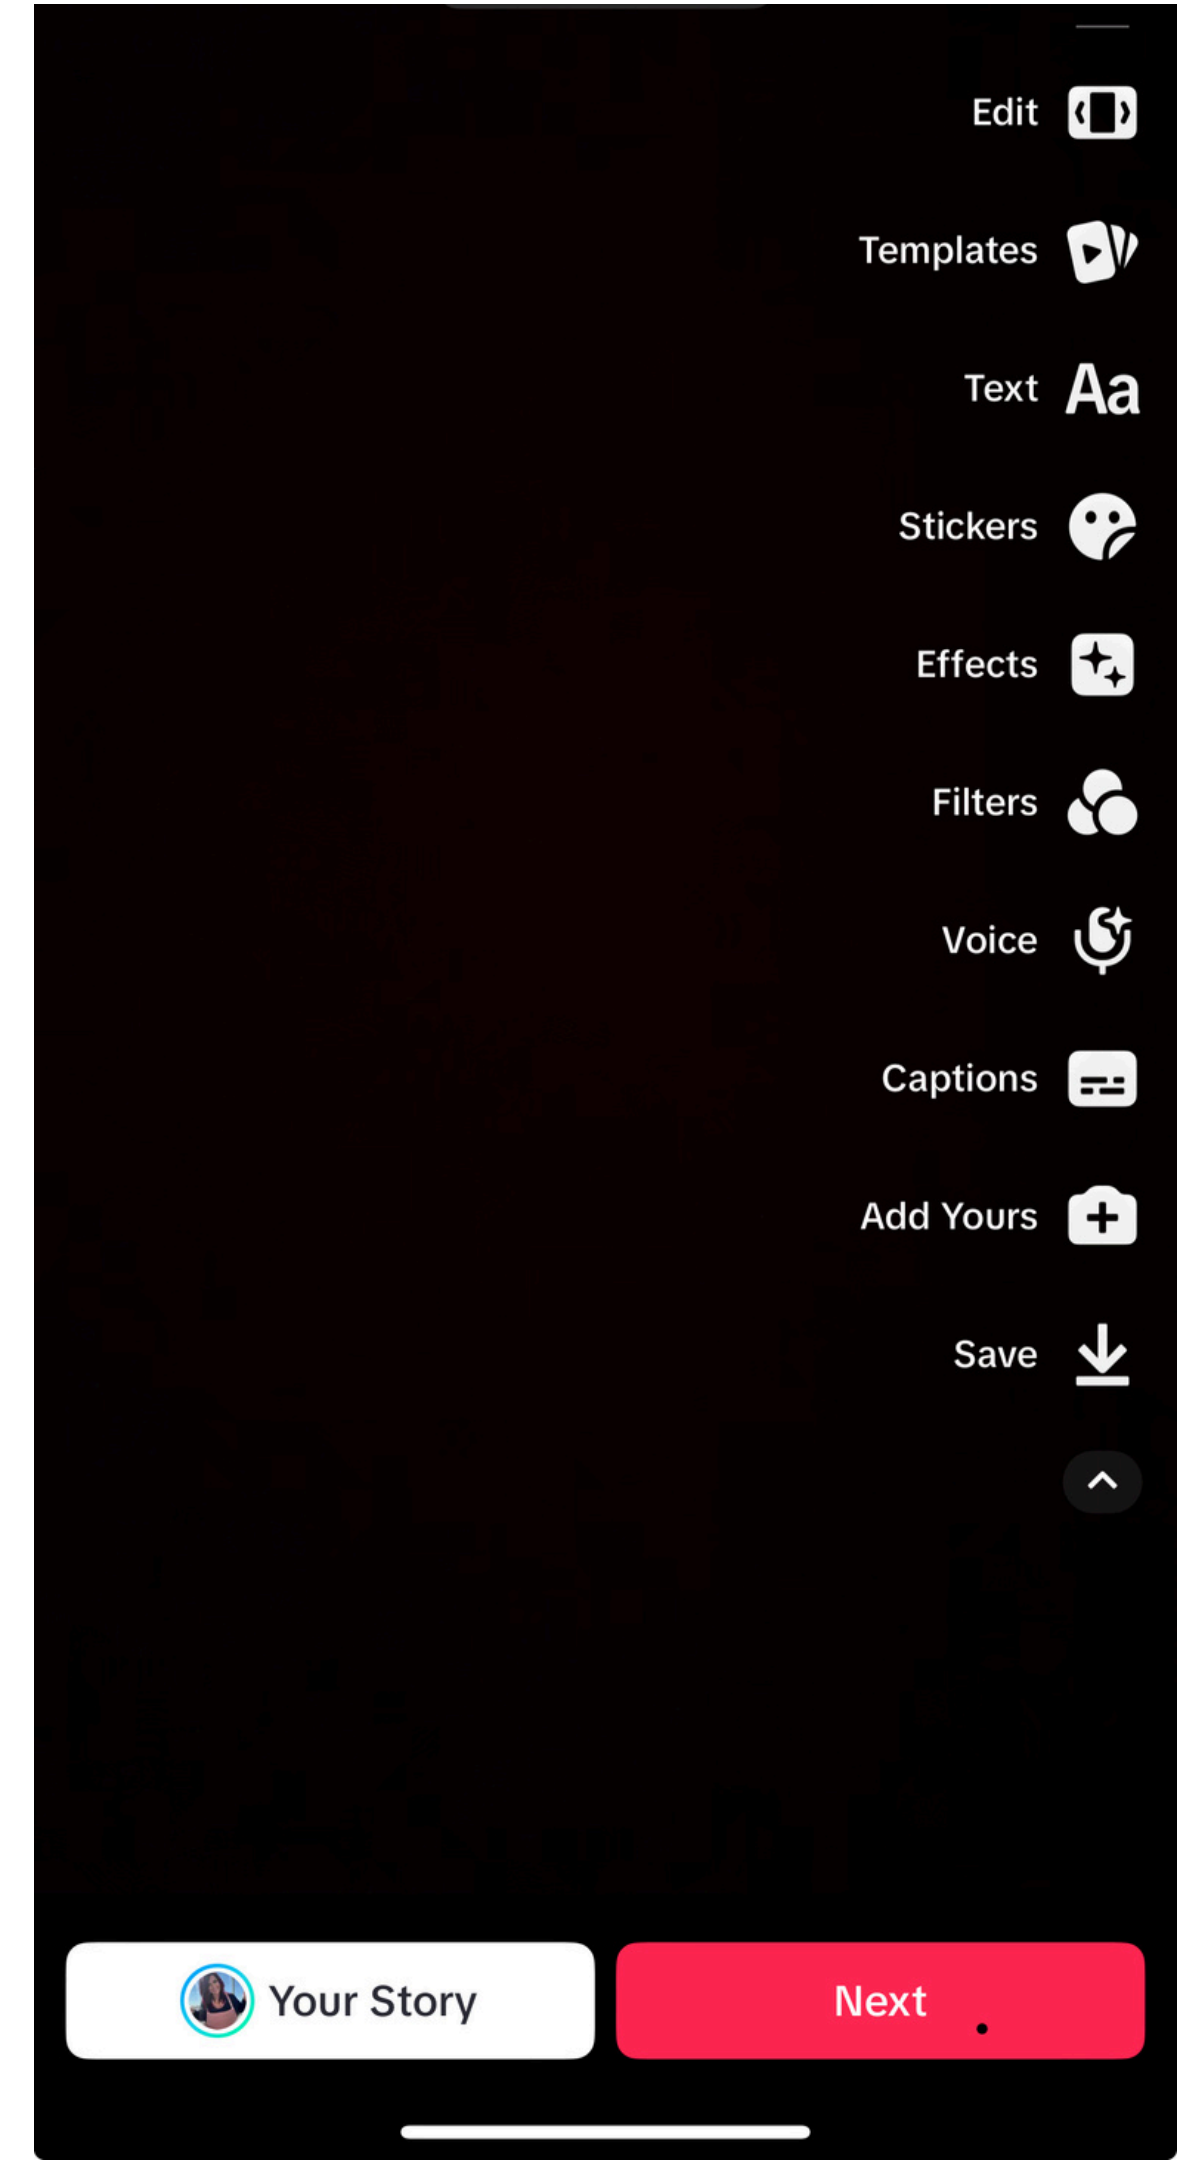 Edit
Templates
Text Aa
Stickers
Effects
Filters
Voice
Captions
Add Yours
Save
Your Story
Next